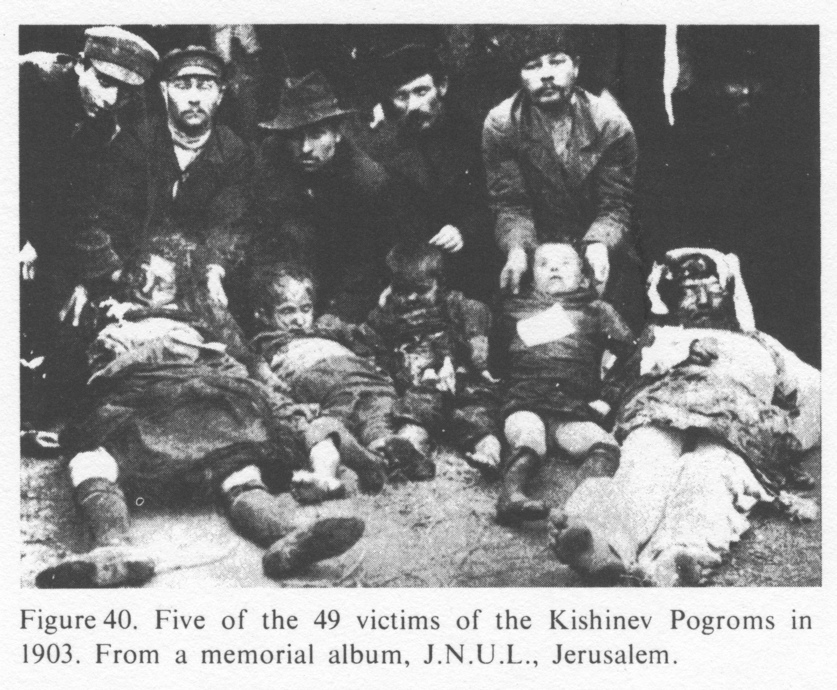 Figure 40. Five of the 49 victims of the Kishinev Pogroms in
1903. From a memorial album, J.N.U.L., Jerusalem.